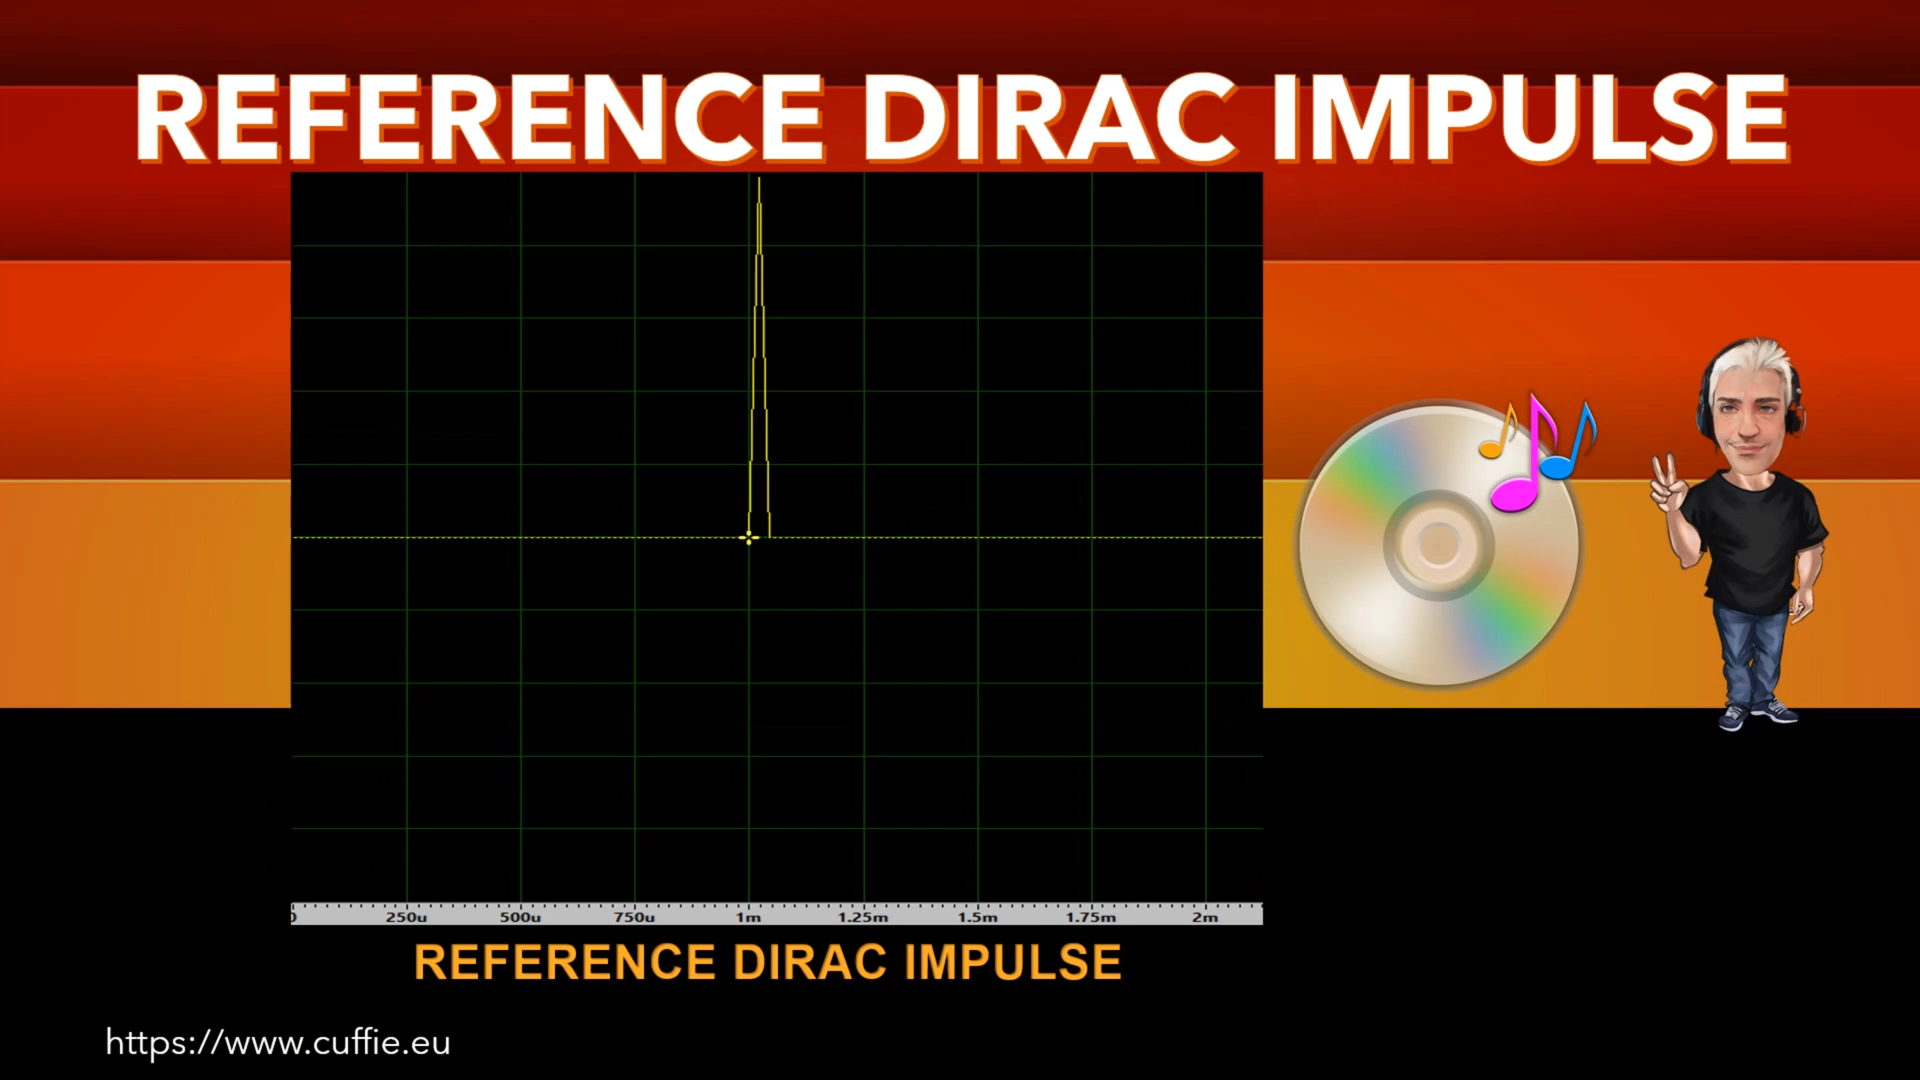 REFERENCE DIRAC IMPULSE
0 250u 500u 750u 1m 1.25m 1.5m 1.75m 2m
REFERENCE DIRAC IMPULSE
https://www.cuffie.eu